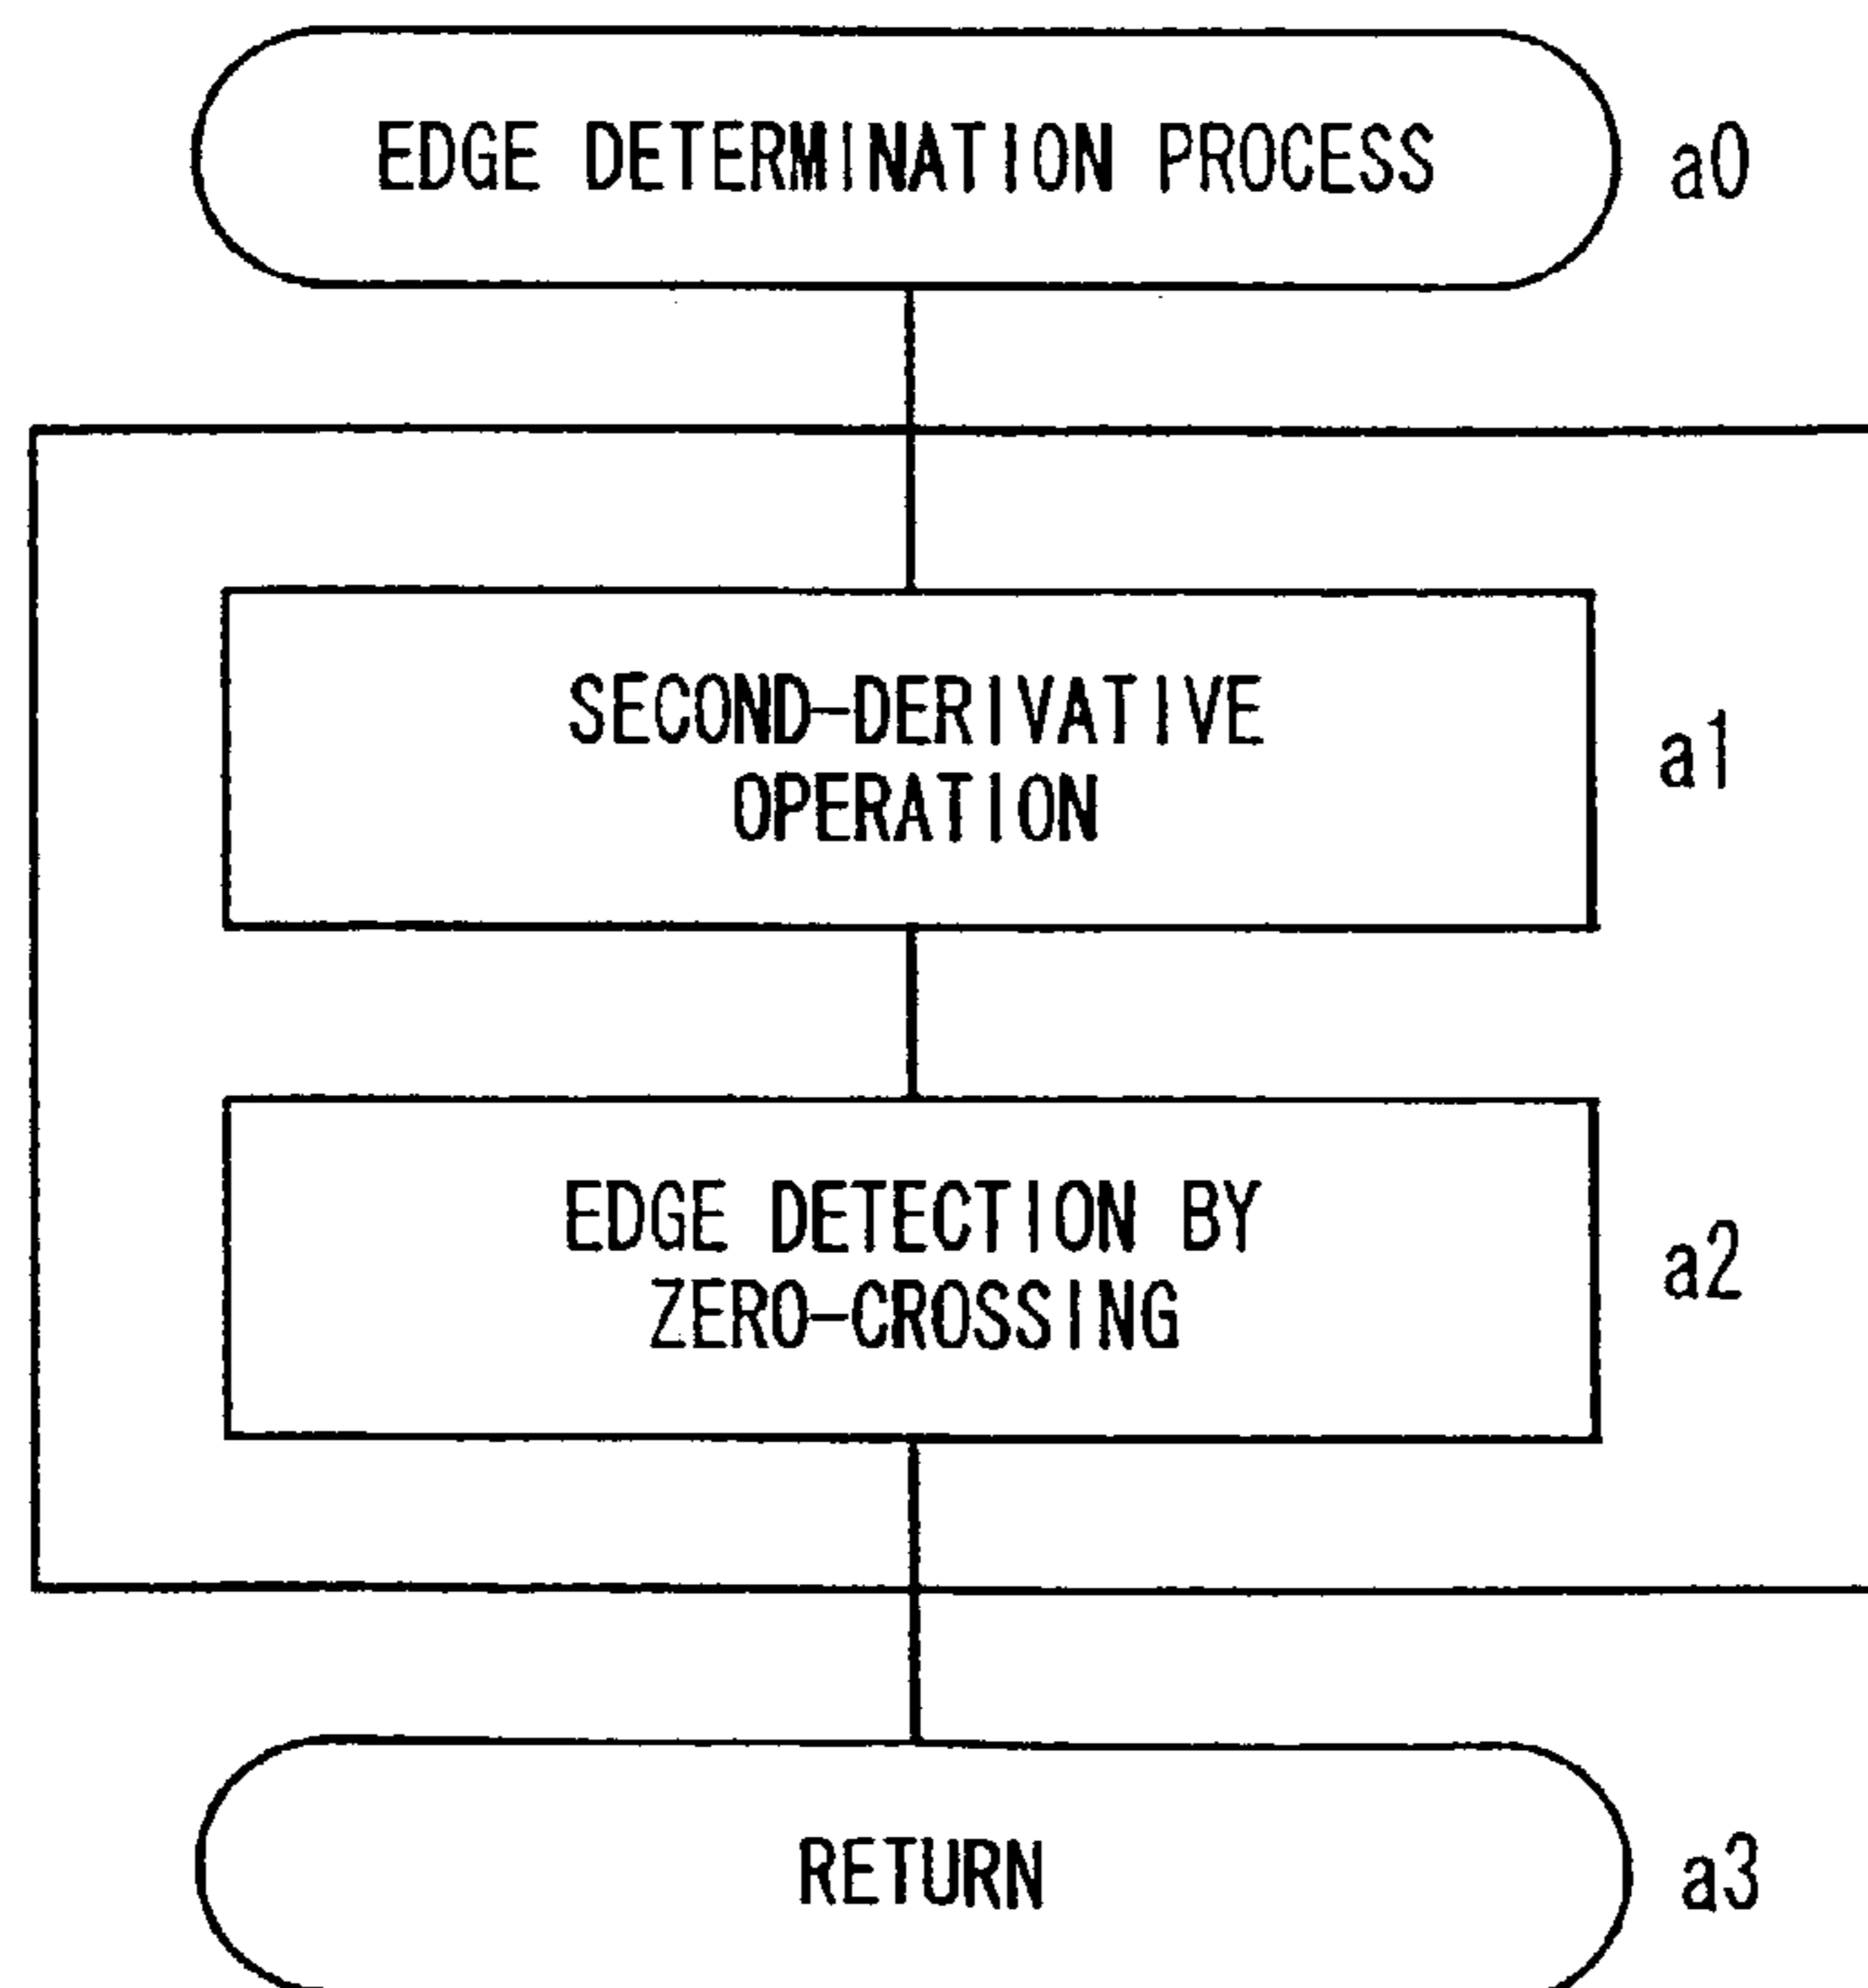 EDGE DETERMINATION PROCESS a0
SECOND-DERIVATIVE
OPERATION
a1
EDGE DETECTION BY
ZERO-CROSSING
a2
RETURN a3